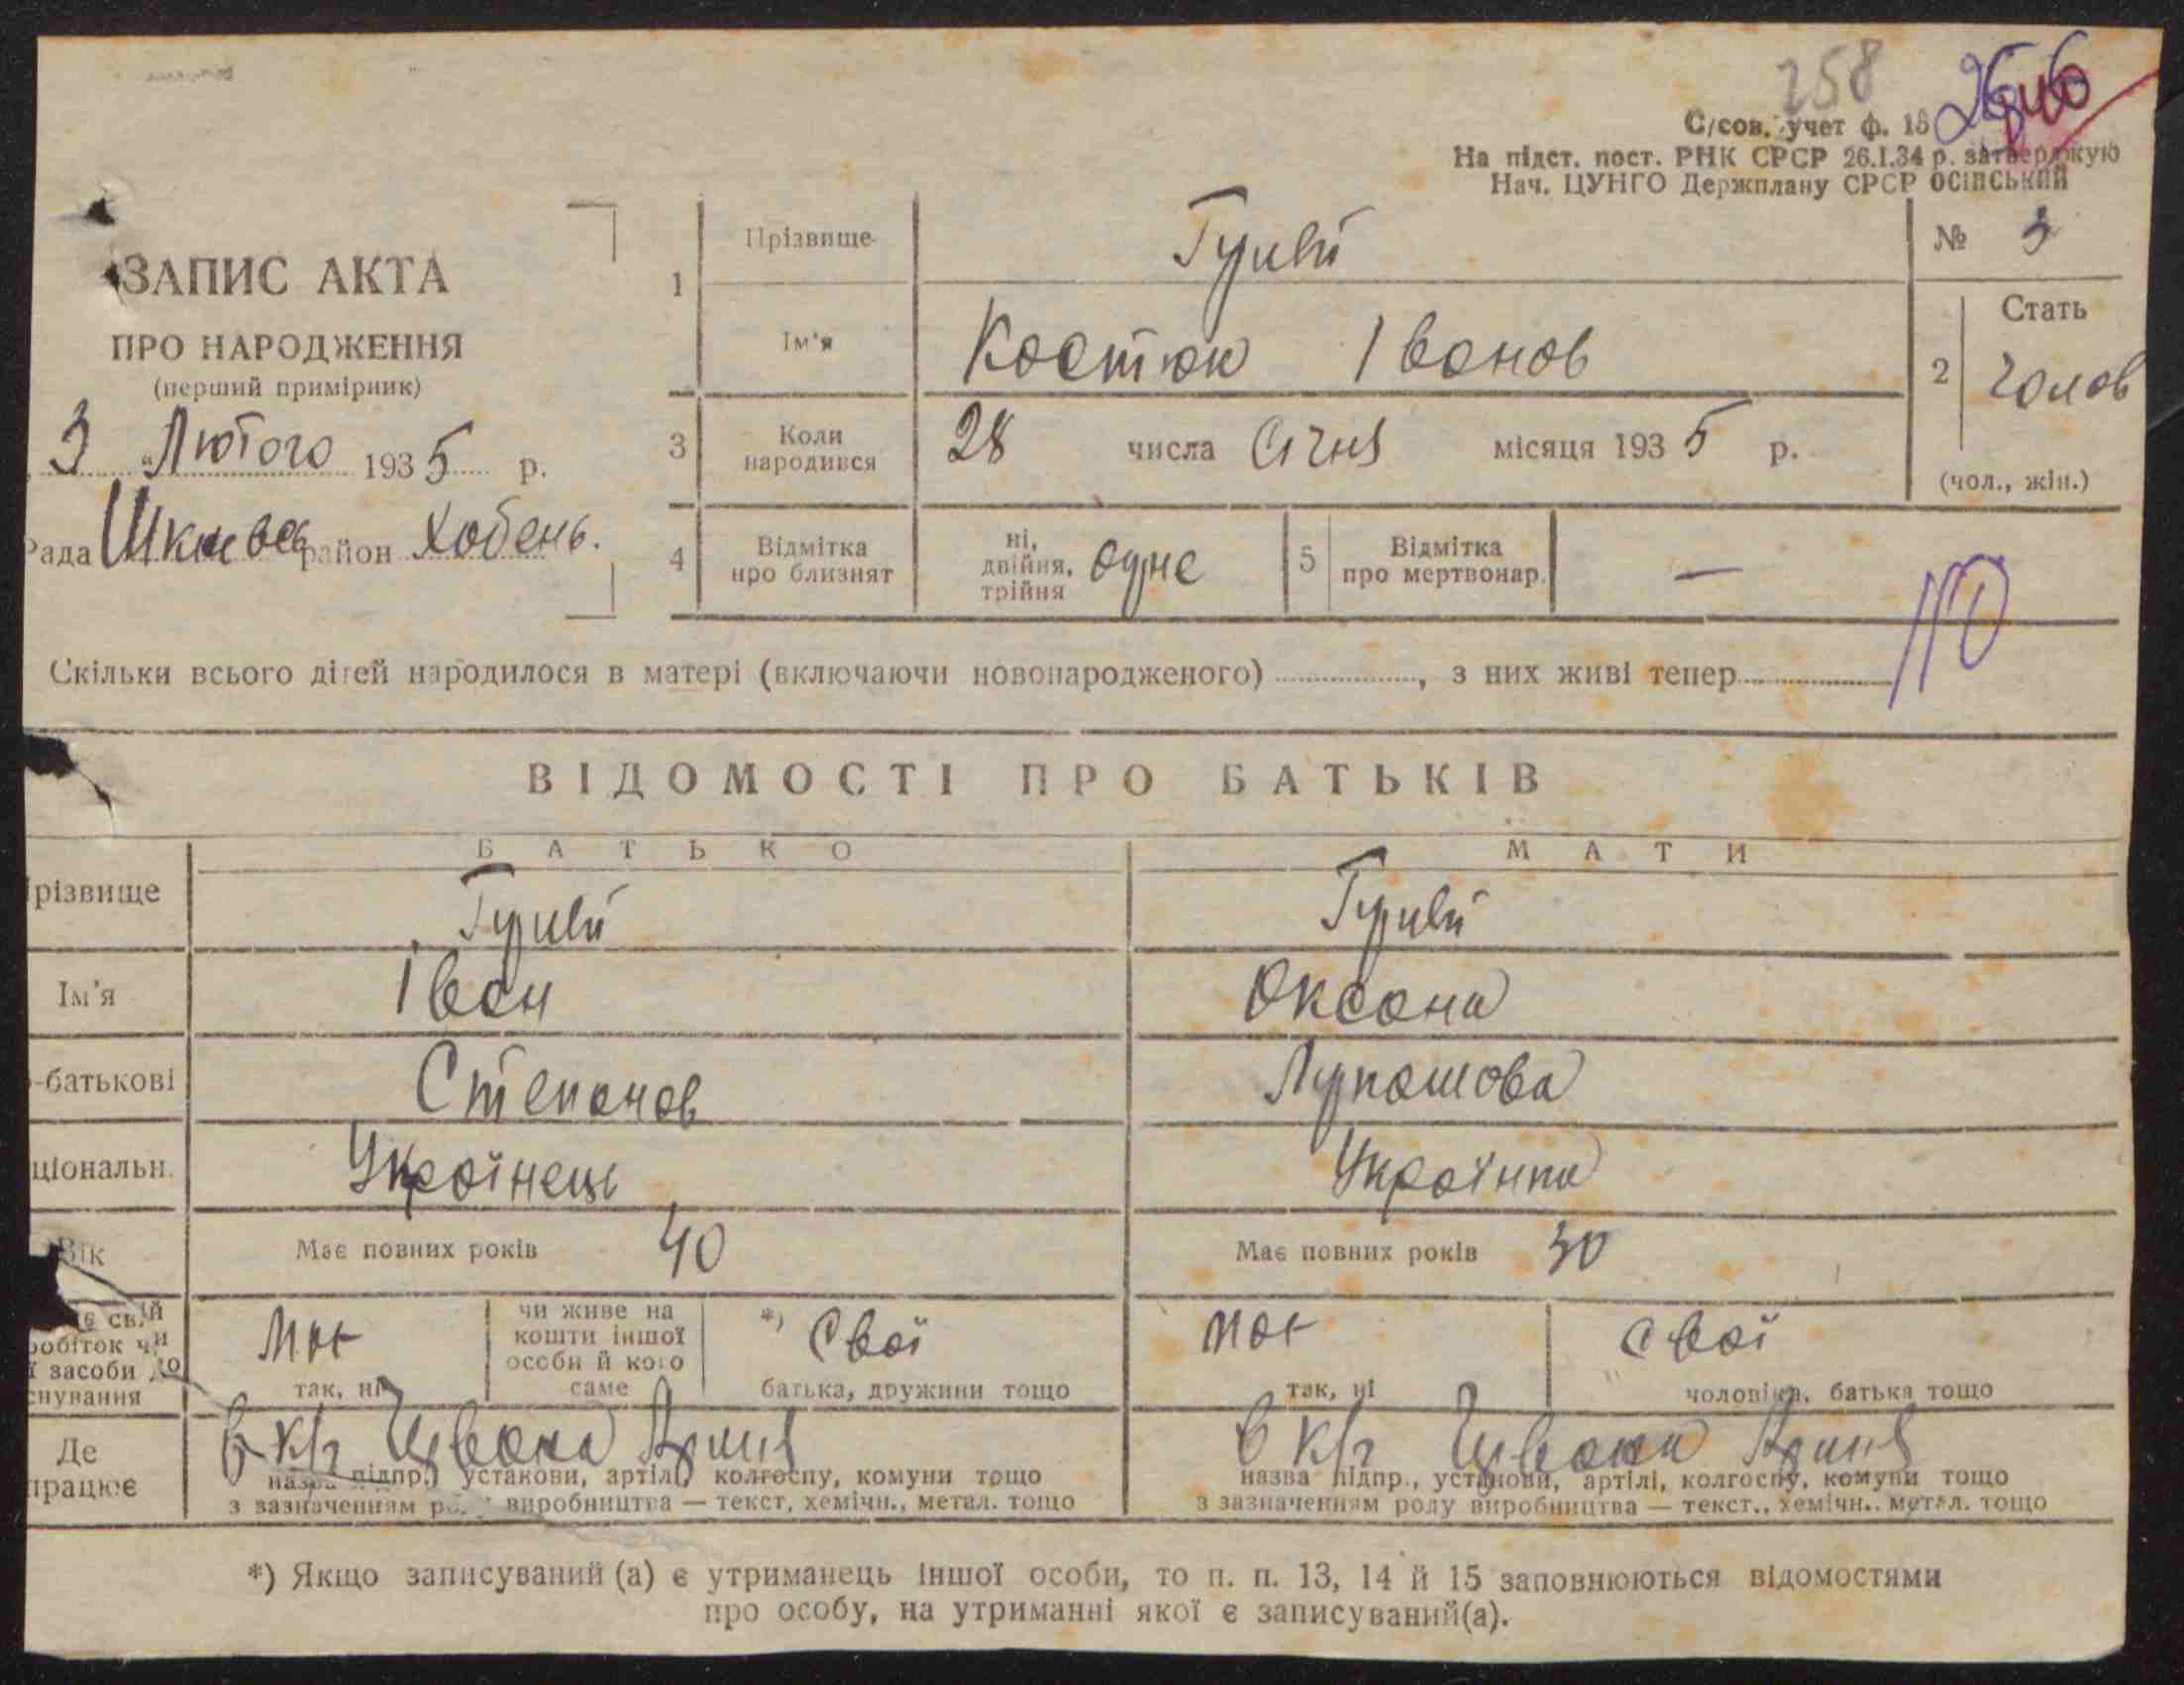 258
С/сов. учет ф. 15
На підст. пост. РНК СРСР 26.I.34 р. затверджую
Нач. ЦУНГО Держплану СРСР ОСІНСЬКИЙ
ЗАПИС АКТА
ПРО НАРОДЖЕННЯ
(перший примірник)
3 " Лютого 1935 р.
Рада район Хобень.
1 Прізвище
№ 3
Ім'я Костюк Іванов
2 Стать
Чолов
(чол., жін.)
3 Коли народився 28 числа Січня місяця 1935 р.
4 Відмітка про близнят ні, двійня, трійня одне
5 Відмітка про мертвонар. —
110
Скільки всього дітей народилося в матері (включаючи новонародженого) , з них живі тепер
ВІДОМОСТІ ПРО БАТЬКІВ
БАТЬКО МАТИ
різвище
Ім'я Іван Оксана
-батькові Степанов Лупашова
ціональн. Українець Українка
Вік Має повних років 40 Має повних років 30
є свій
робіток чи
ї засоби до
снування
так, ні
чи живе на кошти іншої особи й кого саме
*) Свої
батька, дружини тощо
так, ні
свої
чоловіка, батька тощо
Де працює
в к/г
назва підпр., установи, артілі, колгоспу, комуни тощо
з зазначенням роду виробництва — текст, хемічн., метал. тощо
в к/г
назва підпр., установи, артілі, колгоспу, комуни тощо
з зазначенням роду виробництва — текст., хемічн., метал. тощо
*) Якщо записуваний (а) є утриманець іншої особи, то п. п. 13, 14 й 15 заповнюються відомостями
про особу, на утриманні якої є записуваний(а).